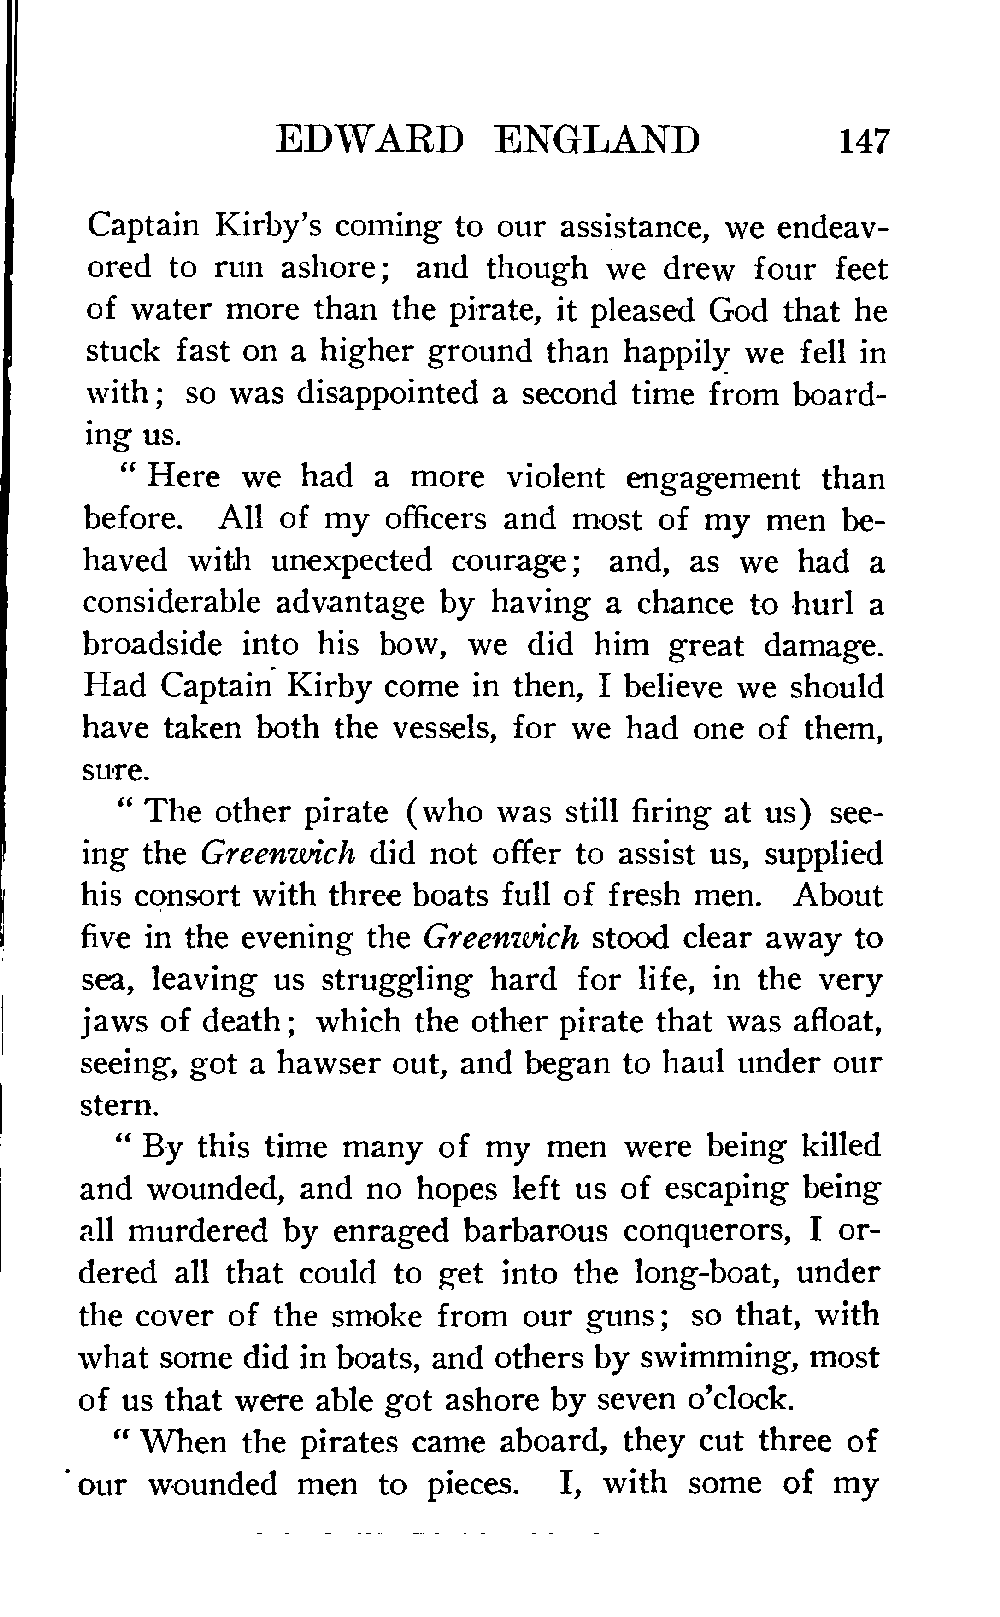 EDWARD ENGLAND 147
Captain Kirby's coming to our assistance, we endeav-
ored to run ashore; and though we drew four feet
of water more than the pirate, it pleased God that he
stuck fast on a higher ground than happily we fell in
with; so was disappointed a second time from board-
ing us.
“ Here we had a more violent engagement than
before. All of my officers and most of my men be-
haved with unexpected courage; and, as we had a
considerable advantage by having a chance to hurl a
broadside into his bow, we did him great damage.
Had Captain Kirby come in then, I believe we should
have taken both the vessels, for we had one of them,
sure.
“ The other pirate (who was still firing at us) see-
ing the Greenwich did not offer to assist us, supplied
his consort with three boats full of fresh men. About
five in the evening the Greenwich stood clear away to
sea, leaving us struggling hard for life, in the very
jaws of death; which the other pirate that was afloat,
seeing, got a hawser out, and began to haul under our
stern.
“ By this time many of my men were being killed
and wounded, and no hopes left us of escaping being
all murdered by enraged barbarous conquerors, I or-
dered all that could to get into the long-boat, under
the cover of the smoke from our guns; so that, with
what some did in boats, and others by swimming, most
of us that were able got ashore by seven o'clock.
“ When the pirates came aboard, they cut three of
our wounded men to pieces. I, with some of my